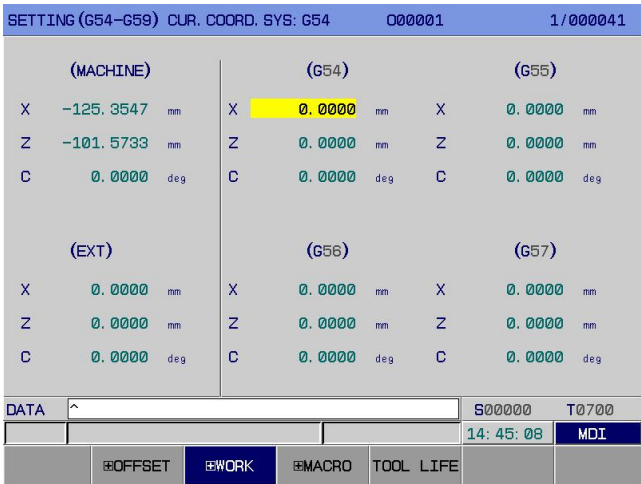 SETTING(G54-G59) CUR. COORD. SYS: G54 O00001 1/000041
(MACHINE) (G54) (G55)
X -125.3547 mm X 0.0000 mm X 0.0000 mm
Z -101.5733 mm Z 0.0000 mm Z 0.0000 mm
C 0.0000 deg C 0.0000 deg C 0.0000 deg
(EXT) (G56) (G57)
X 0.0000 mm X 0.0000 mm X 0.0000 mm
Z 0.0000 mm Z 0.0000 mm Z 0.0000 mm
C 0.0000 deg C 0.0000 deg C 0.0000 deg
DATA ^ S00000 T0700
14:45:08 MDI
⊞OFFSET ⊞WORK ⊞MACRO TOOL LIFE